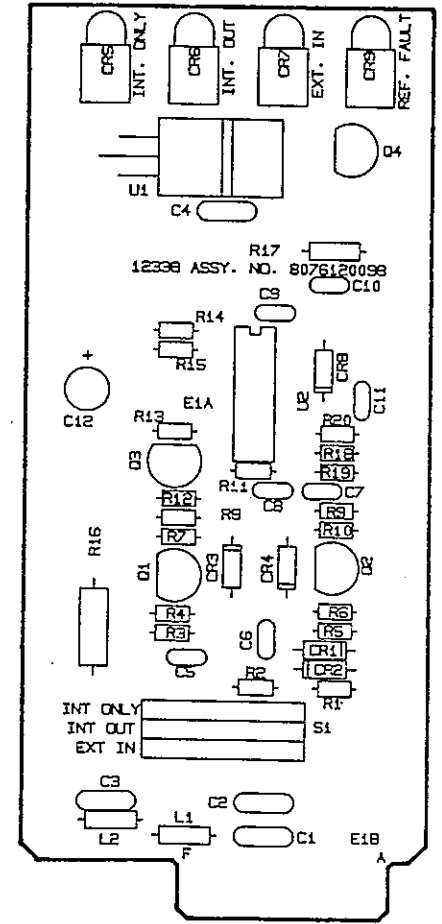 CR5
INT. ONLY
CR6
INT. OUT
CR7
EXT. IN
CR9
REF. FAULT
U1
Q4
C4
R17
12338 ASSY. NO. 8076120098
C10
C9
R14
R15
CR8
U2
C11
C12
+
E1A
R13
R20
Q3
R18
R19
R11
C8
C7
R12
R9
R9
R7
R10
R16
Q1
CR3
CR4
Q2
R4
R6
R3
R5
C6
C5
CR1
CR2
R2
R1
INT ONLY
INT OUT
EXT IN
S1
C3
C2
L2
L1
C1
E1B
F
A